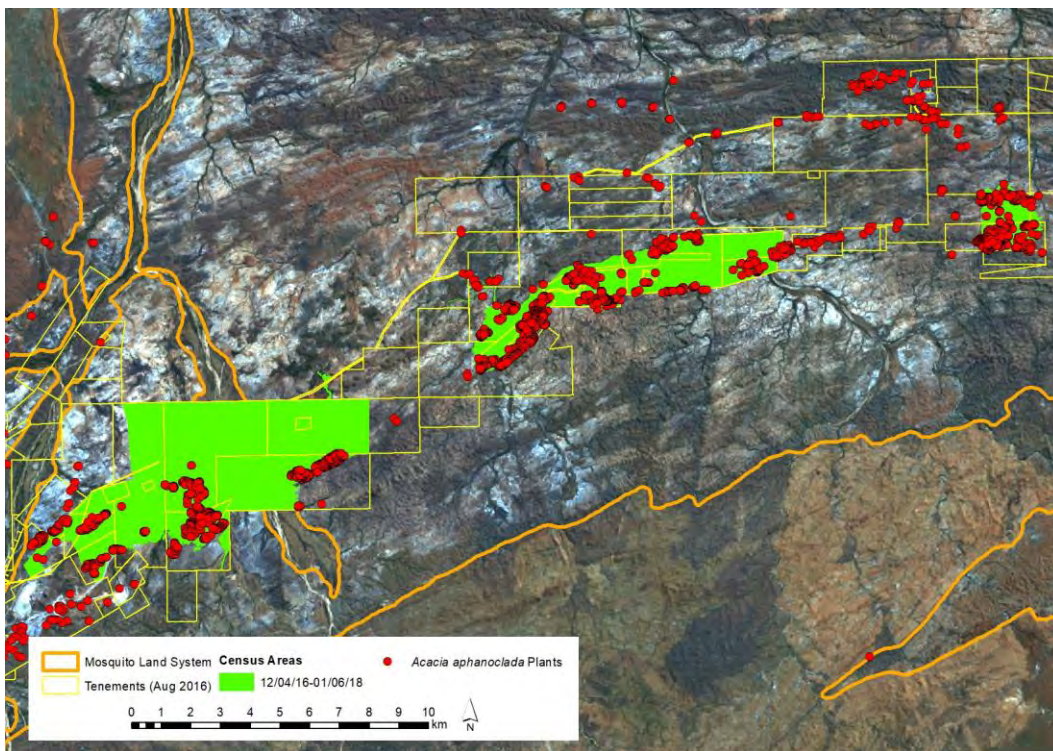 Mosquito Land System
Census Areas
Acacia aphanoclada Plants
Tenements (Aug 2016)
12/04/16-01/06/18
0 1 2 3 4 5 6 7 8 9 10
km
N